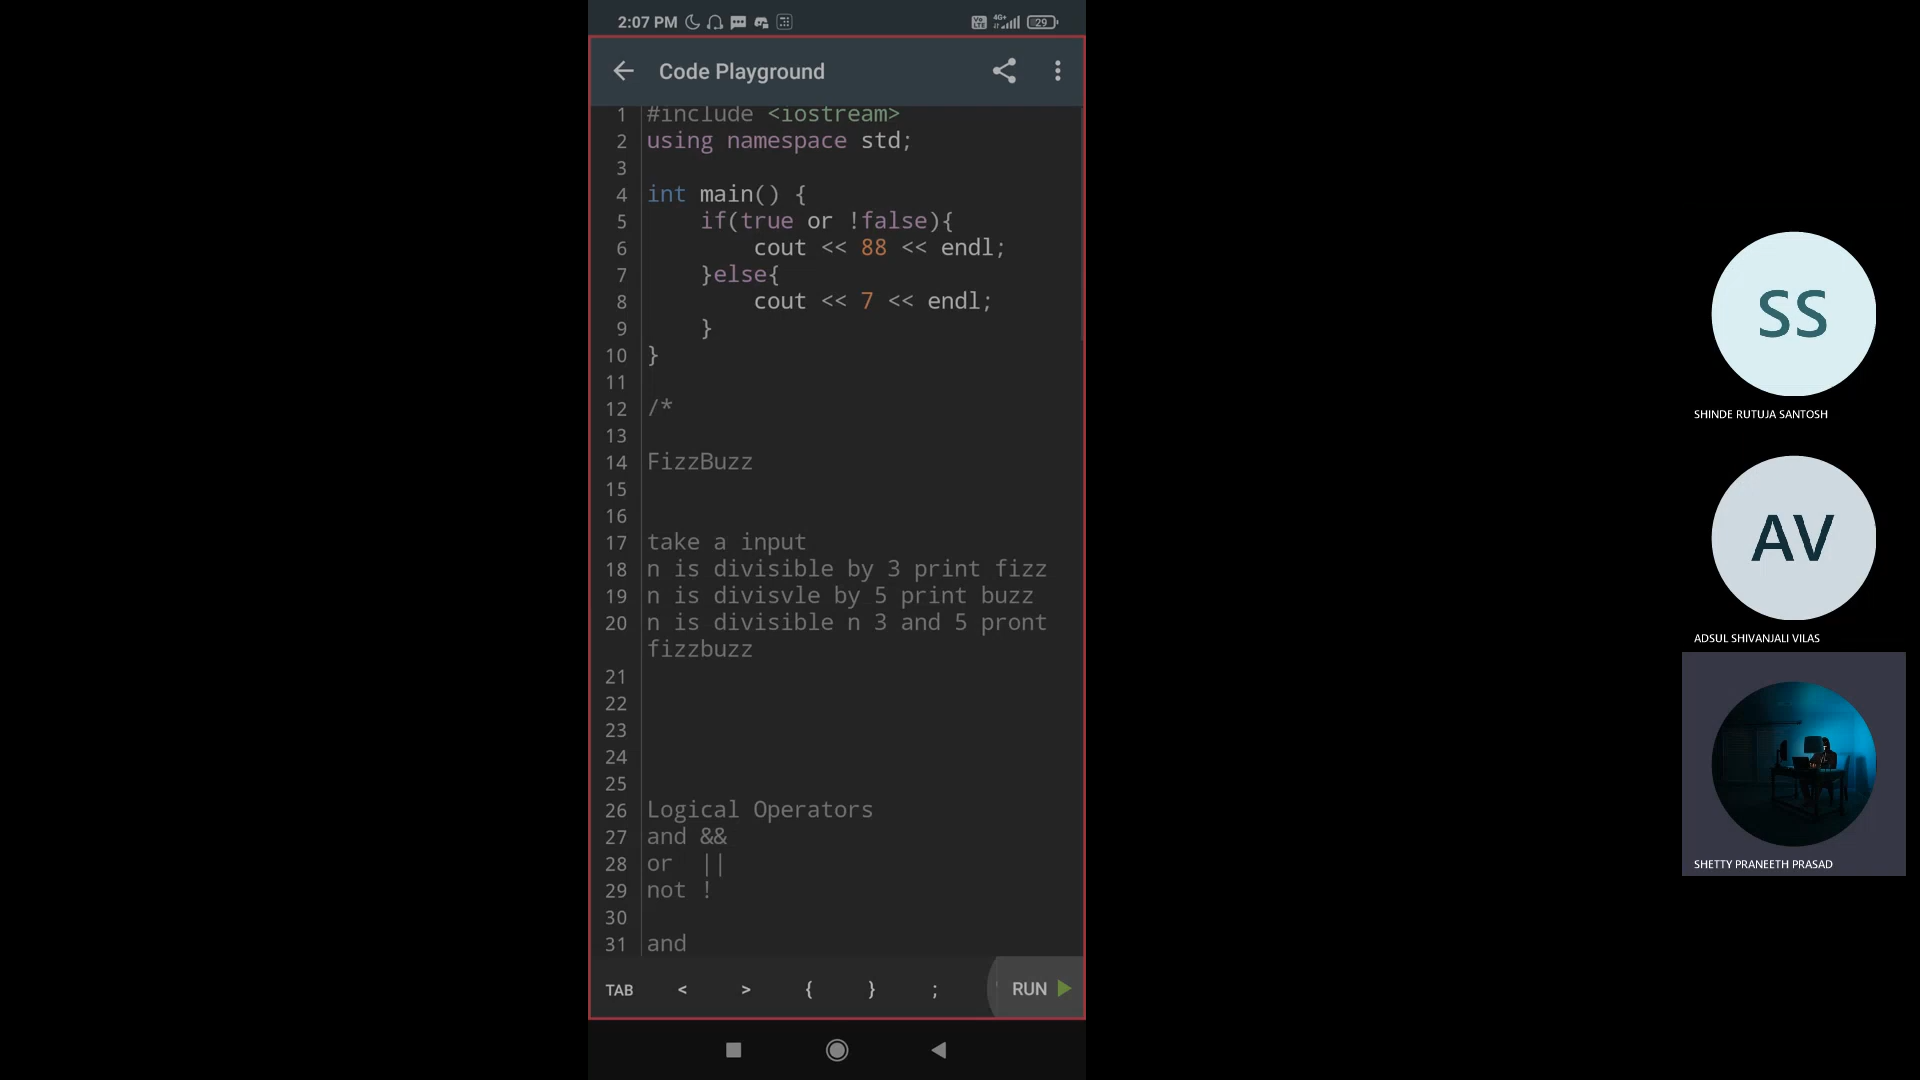 2:07 PM 4G+ 29
Code Playground
1 #include <iostream>
2 using namespace std;
3
4 int main() {
5 if(true or !false){
6 cout << 88 << endl;
7 }else{
8 cout << 7 << endl;
9 }
10 }
11
12 /*
13
14 FizzBuzz
15
16
17 take a input
18 n is divisible by 3 print fizz
19 n is divisvle by 5 print buzz
20 n is divisible n 3 and 5 pront
fizzbuzz
21
22
23
24
25
26 Logical Operators
27 and &&
28 or ||
29 not !
30
31 and
TAB < > { } ; RUN
SS
SHINDE RUTUJA SANTOSH
AV
ADSUL SHIVANJALI VILAS
SHETTY PRANEETH PRASAD